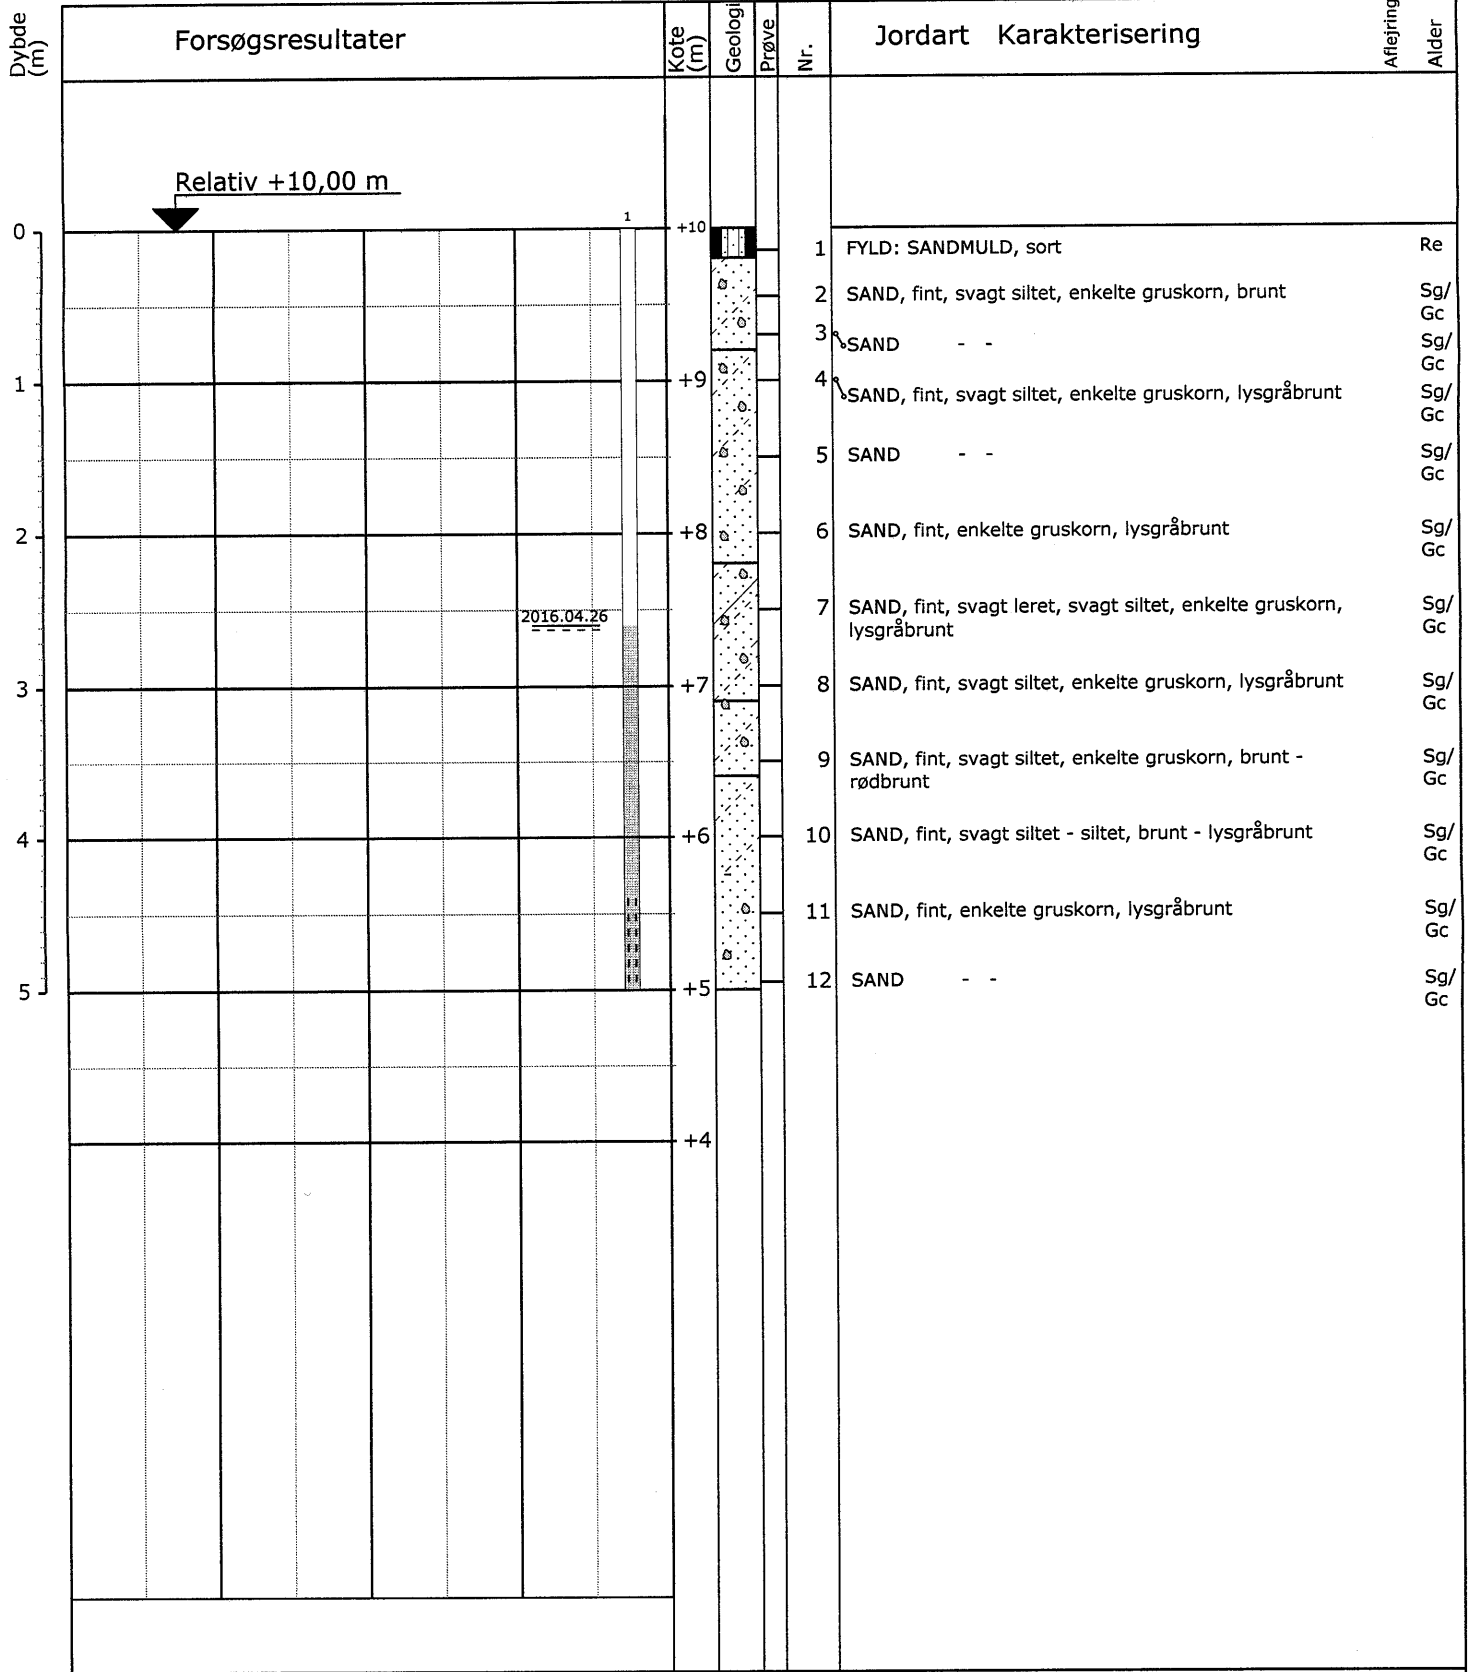 Dybde (m)
Forsøgsresultater
Kote (m)
Geologi
Prøve
Nr.
Jordart Karakterisering
Aflejring
Alder
Relativ +10,00 m
1
0 +10
1 FYLD: SANDMULD, sort Re
2 SAND, fint, svagt siltet, enkelte gruskorn, brunt Sg/
Gc
3 SAND - - Sg/
Gc
1 +9
4 SAND, fint, svagt siltet, enkelte gruskorn, lysgråbrunt Sg/
Gc
5 SAND - - Sg/
Gc
2 +8
6 SAND, fint, enkelte gruskorn, lysgråbrunt Sg/
Gc
2016.04.26
7 SAND, fint, svagt leret, svagt siltet, enkelte gruskorn, Sg/
lysgråbrunt Gc
3 +7
8 SAND, fint, svagt siltet, enkelte gruskorn, lysgråbrunt Sg/
Gc
9 SAND, fint, svagt siltet, enkelte gruskorn, brunt - Sg/
rødbrunt Gc
4 +6
10 SAND, fint, svagt siltet - siltet, brunt - lysgråbrunt Sg/
Gc
11 SAND, fint, enkelte gruskorn, lysgråbrunt Sg/
Gc
5 +5
12 SAND - - Sg/
Gc
+4